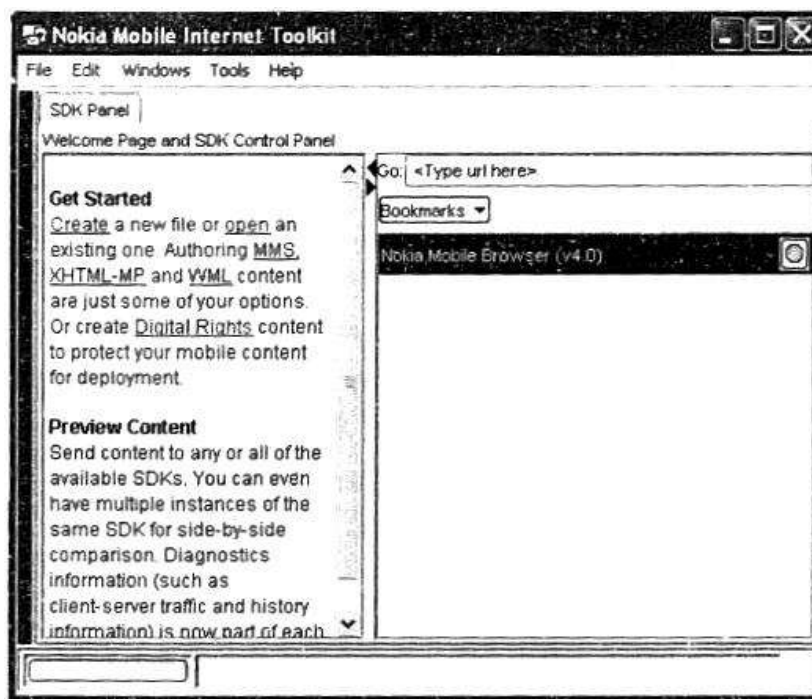 Nokia Mobile Internet Toolkit
File Edit Windows Tools Help
SDK Panel
Welcome Page and SDK Control Panel
Get Started
Create a new file or open an
existing one. Authoring MMS,
XHTML-MP and WML content
are just some of your options.
Or create Digital Rights content
to protect your mobile content
for deployment.
Preview Content
Send content to any or all of the
available SDKs. You can even
have multiple instances of the
same SDK for side-by-side
comparison. Diagnostics
information (such as
client-server traffic and history
information) is now part of each
Go: <Type url here>
Bookmarks
Nokia Mobile Browser (v4.0)